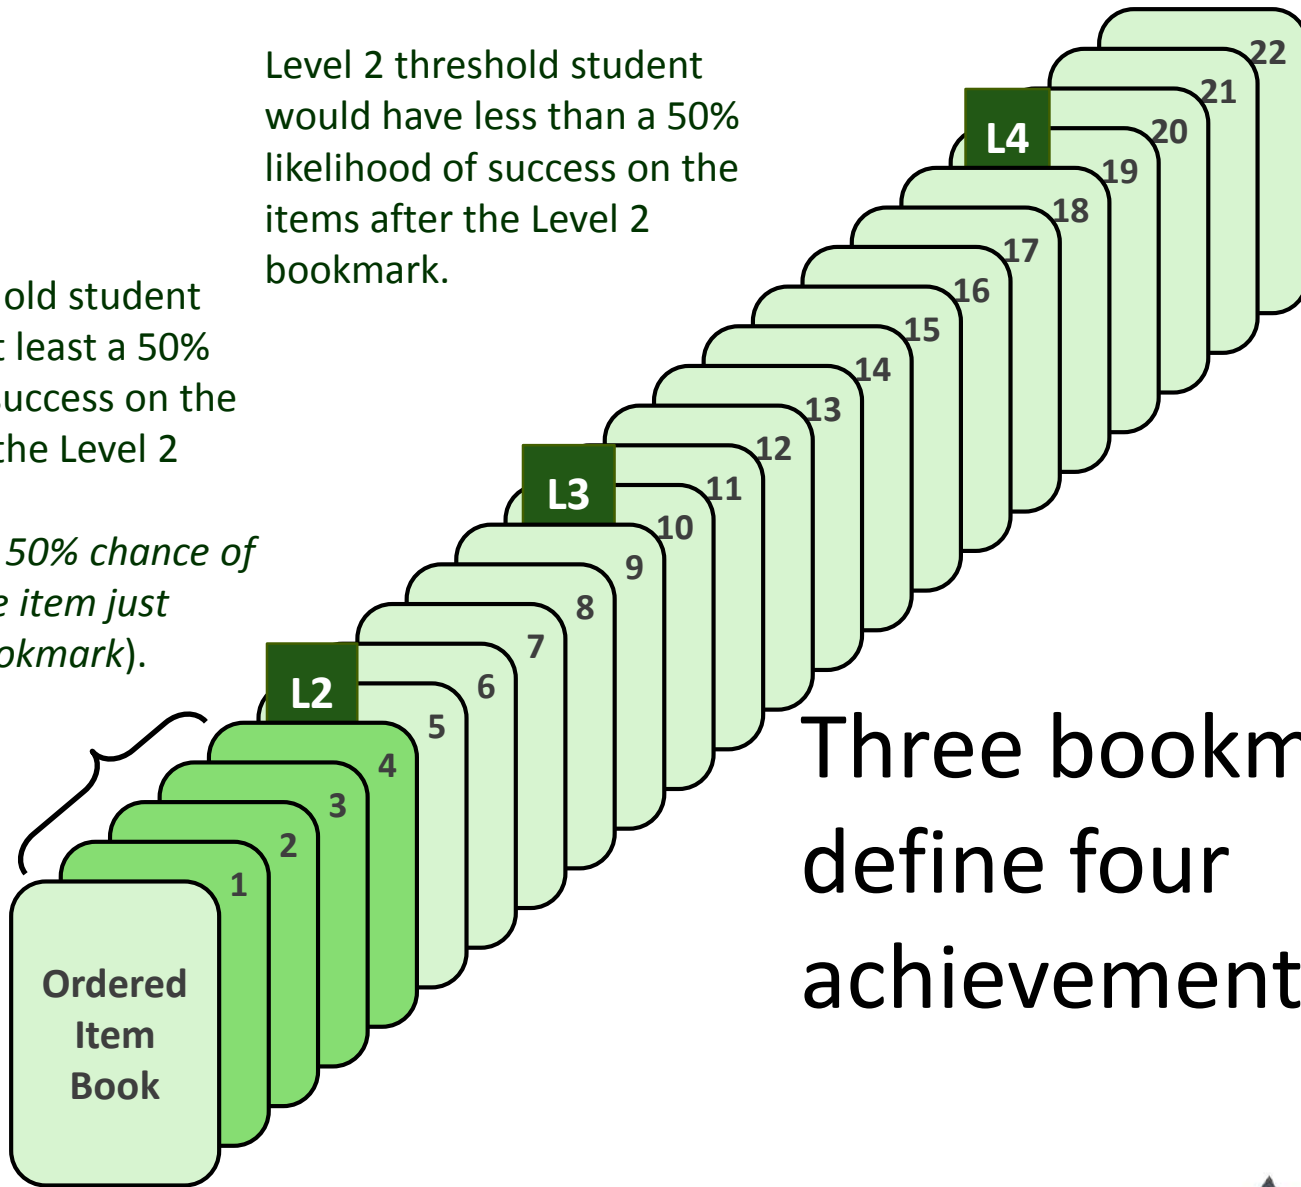 Level 2 threshold student
would have less than a 50%
likelihood of success on the
items after the Level 2
bookmark.
old student
t least a 50%
success on the
the Level 2
50% chance of
e item just
ookmark).
22
21
20
19
18
17
16
15
14
13
12
11
10
9
8
7
6
5
4
3
2
1
L4
L3
L2
Ordered
Item
Book
Three bookm
define four
achievement